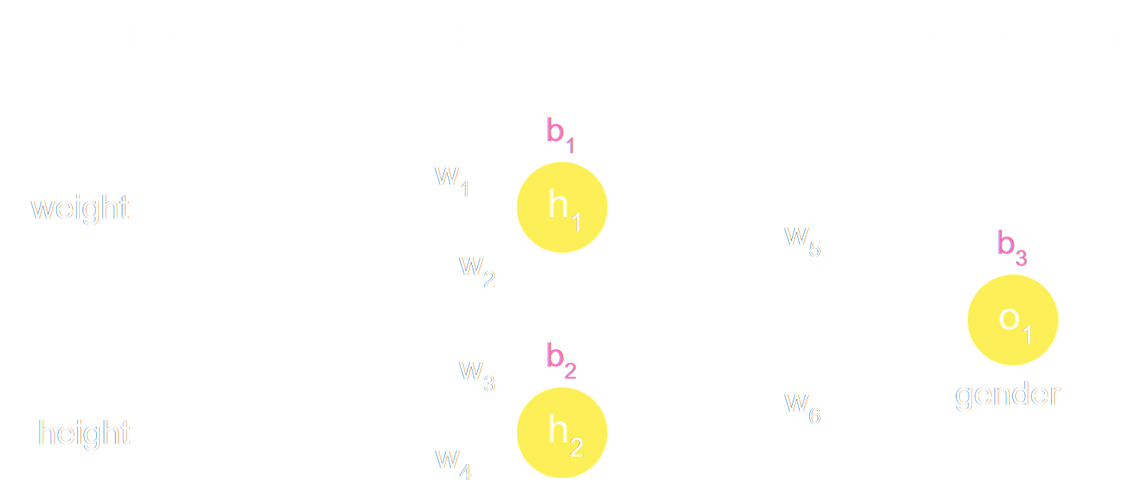 b₁
w₁
h₁
weight
w₂
w₅
b₃
o₁
b₂
w₃
h₂
gender
w₆
height
w₄